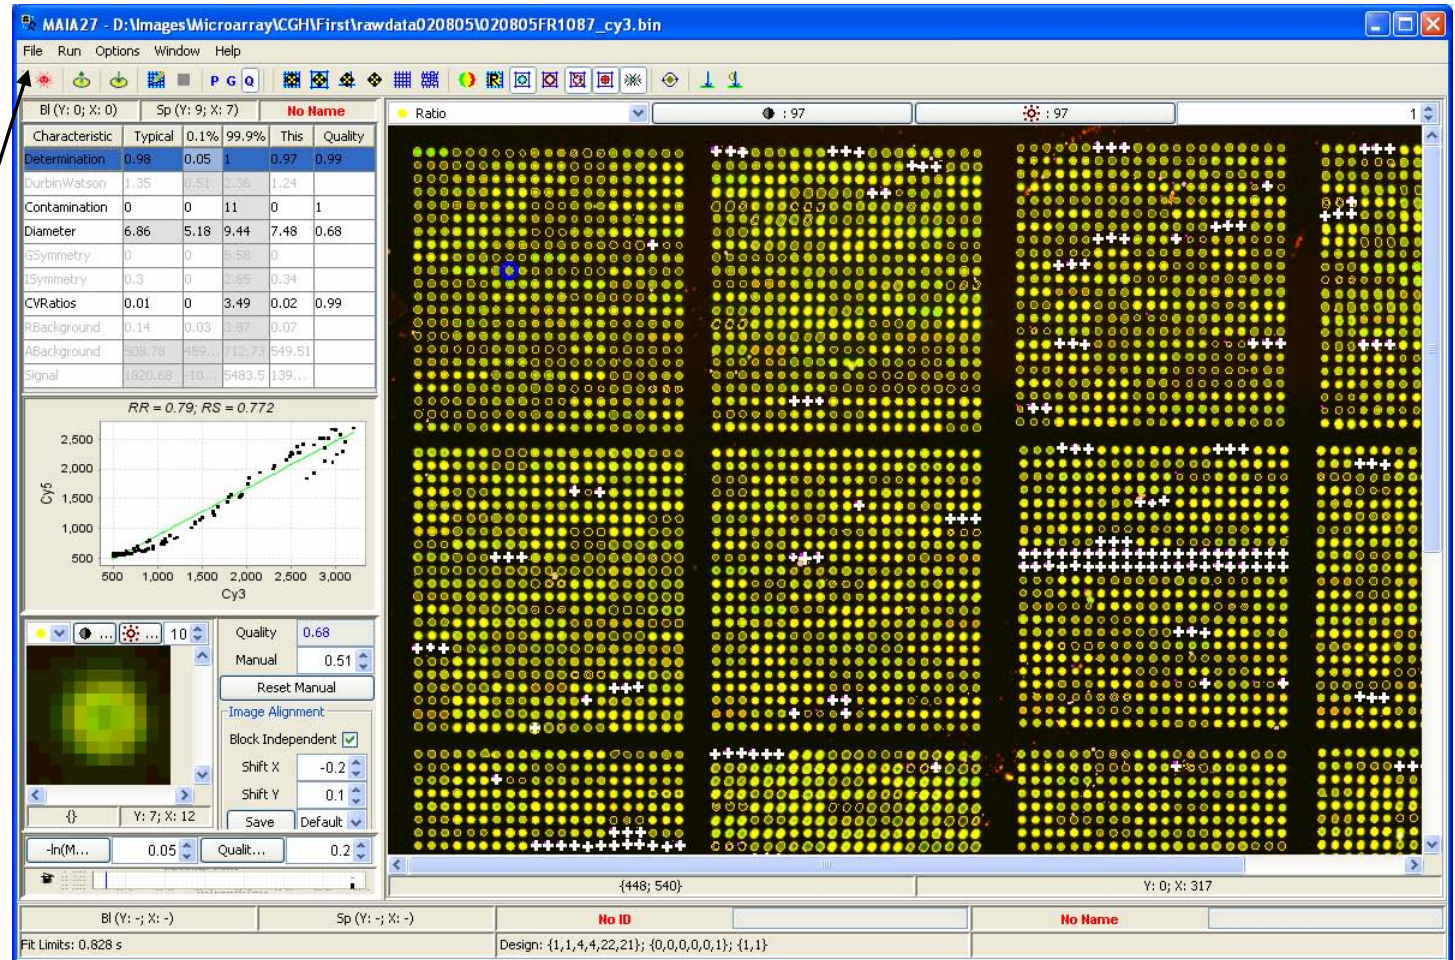 MAIA27 - D:\Images\Microarray\CGH\First\rawdata020805\020805FR1087_cy3.bin
File Run Options Window Help
P G Q
Bl (Y: 0; X: 0) Sp (Y: 9; X: 7) No Name
Ratio : 97 : 97 1
Characteristic Typical 0.1% 99.9% This Quality
Determination 0.98 0.05 1 0.97 0.99
DurbinWatson 1.35 0.51 2.36 1.24
Contamination 0 0 11 0 1
Diameter 6.86 5.18 9.44 7.48 0.68
GSymmetry 0 0 5.58 0
ISymmetry 0.3 0 2.65 0.34
CVRatios 0.01 0 3.49 0.02 0.99
RBackground 0.14 0.03 3.87 0.07
ABackground 508.78 459... 712.73 549.51
Signal 1820.68 -10... 5483.5 139...
RR = 0.79; RS = 0.772
2,500
2,000
1,500
1,000
500
Cy5
500 1,000 1,500 2,000 2,500 3,000
Cy3
... ... 10
Quality 0.68
Manual 0.51
Reset Manual
Image Alignment
Block Independent
Shift X -0.2
Shift Y 0.1
Save Default
{} Y: 7; X: 12
-ln(M... 0.05 Qualit... 0.2
{448; 540} Y: 0; X: 317
Bl (Y: -; X: -) Sp (Y: -; X: -) No ID No Name
Fit Limits: 0.828 s Design: {1,1,4,4,22,21}; {0,0,0,0,0,1}; {1,1}